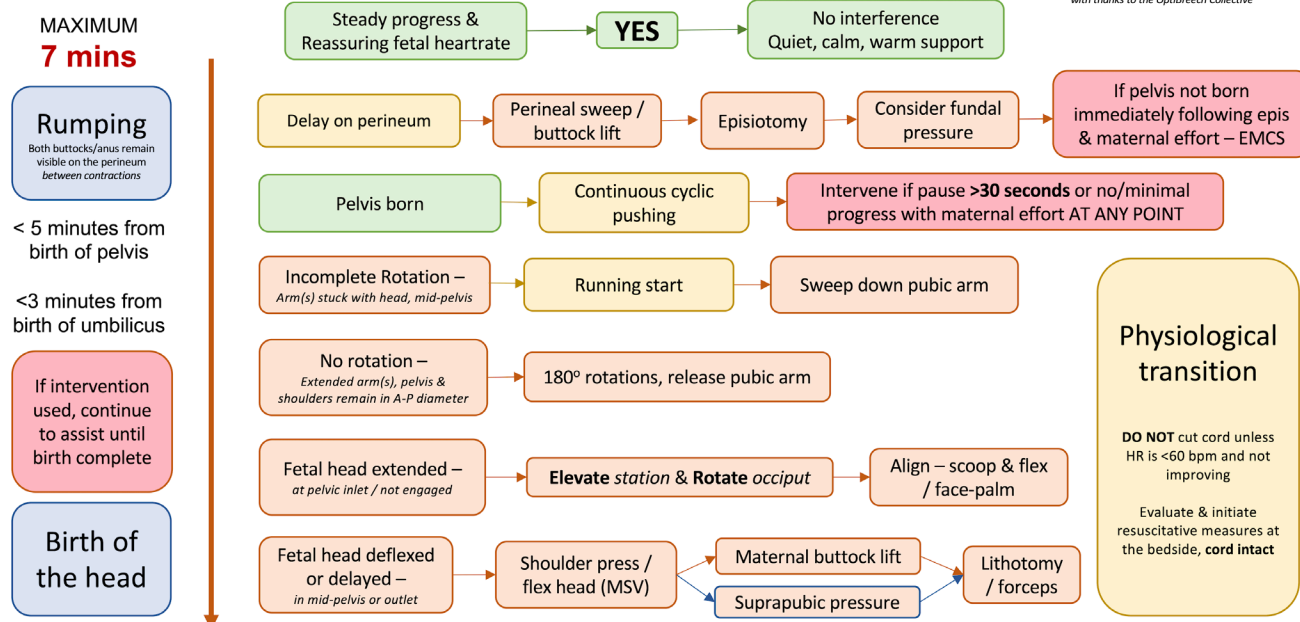 with thanks to the OptiBreech Collective
MAXIMUM
7 mins
Rumping
Both buttocks/anus remain
visible on the perineum
between contractions
< 5 minutes from
birth of pelvis
<3 minutes from
birth of umbilicus
If intervention
used, continue
to assist until
birth complete
Birth of
the head
Steady progress &
Reassuring fetal heartrate
YES
No interference
Quiet, calm, warm support
Delay on perineum
Perineal sweep /
buttock lift
Episiotomy
Consider fundal
pressure
If pelvis not born
immediately following epis
& maternal effort – EMCS
Pelvis born
Continuous cyclic
pushing
Intervene if pause >30 seconds or no/minimal
progress with maternal effort AT ANY POINT
Incomplete Rotation –
Arm(s) stuck with head, mid-pelvis
Running start
Sweep down pubic arm
No rotation –
Extended arm(s), pelvis &
shoulders remain in A-P diameter
180º rotations, release pubic arm
Fetal head extended –
at pelvic inlet / not engaged
Elevate station & Rotate occiput
Align – scoop & flex
/ face-palm
Fetal head deflexed
or delayed –
in mid-pelvis or outlet
Shoulder press /
flex head (MSV)
Maternal buttock lift
Suprapubic pressure
Lithotomy
/ forceps
Physiological
transition
DO NOT cut cord unless
HR is <60 bpm and not
improving
Evaluate & initiate
resuscitative measures at
the bedside, cord intact